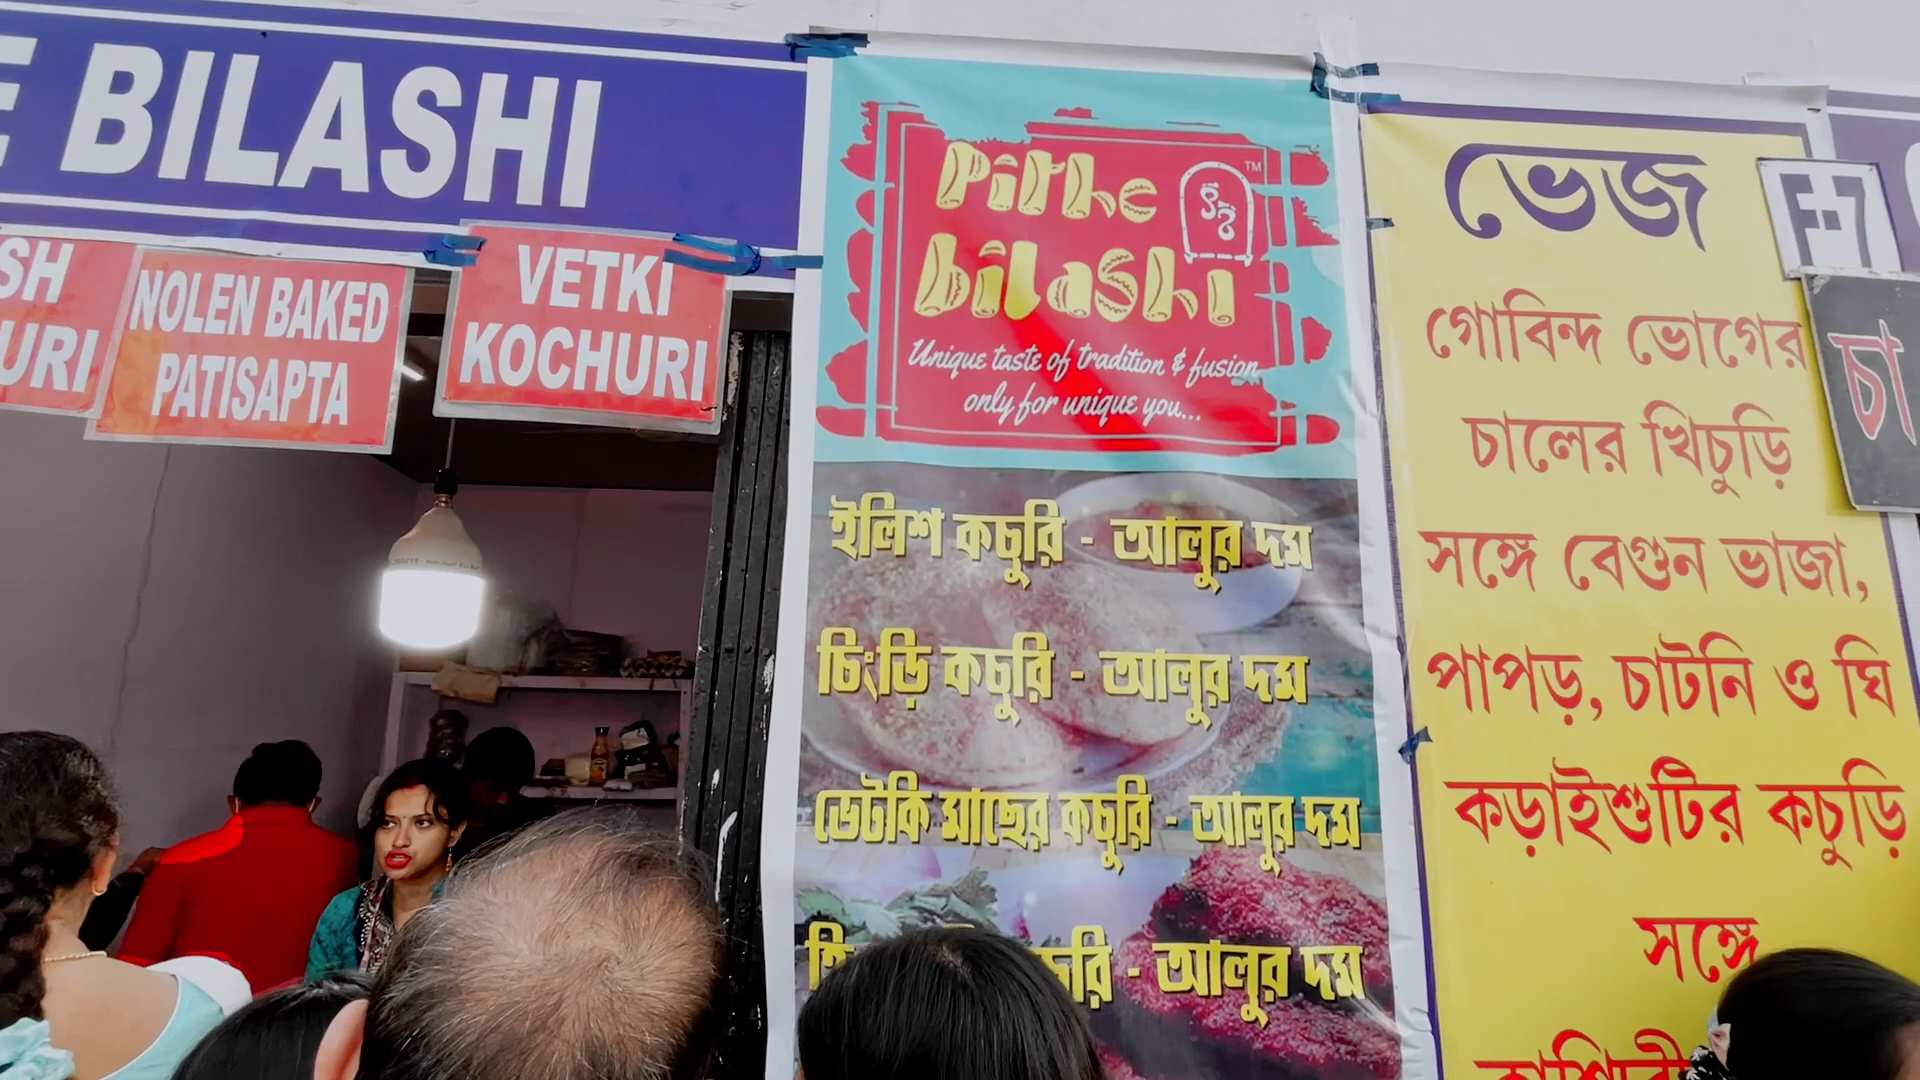 BILASHI
SH
URI
NOLEN BAKED
PATISAPTA
VETKI
KOCHURI
Pithe
bilashi
TM
Unique taste of tradition & fusion
only for unique you...
ইলিশ কচুরি - আলুর দম
চিংড়ি কচুরি - আলুর দম
ভেটকি মাছের কচুরি - আলুর দম
আলুর দম
ভেজ
গোবিন্দ ভোগের
চালের খিচুড়ি
সঙ্গে বেগুন ভাজা,
পাপড়, চাটনি ও ঘি
কড়াইশুটির কচুড়ি
সঙ্গে
চা